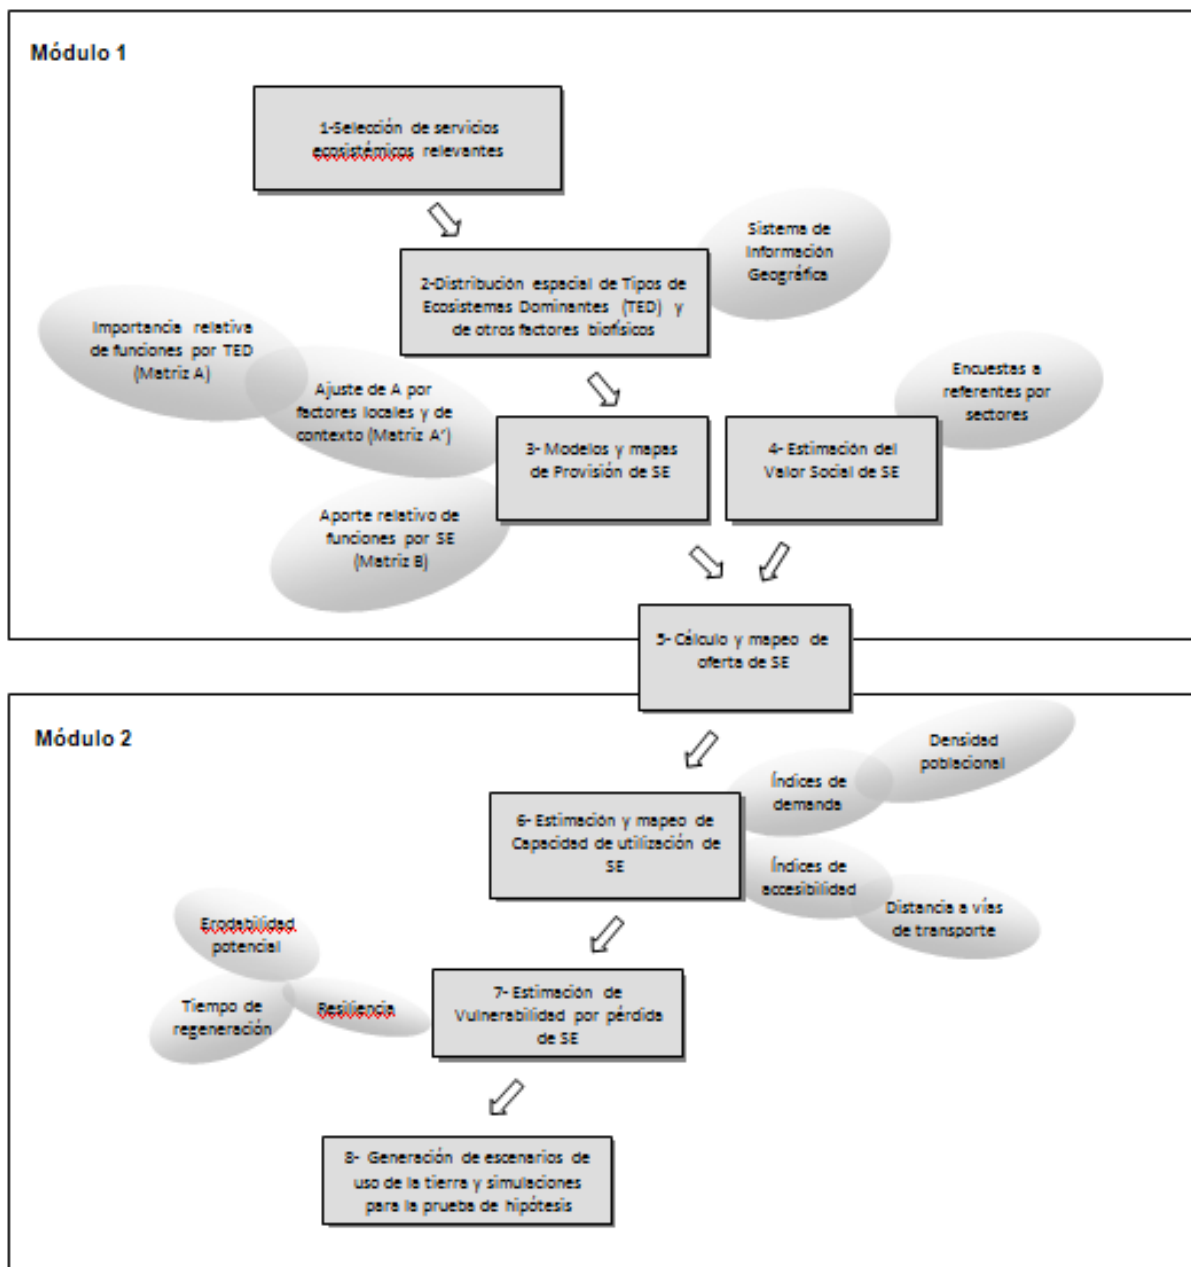 Módulo 1
1-Selección de servicios
ecosistémicos relevantes
Sistema de
Información
Geográfica
2-Distribución espacial de Tipos de
Ecosistemas Dominantes (TED) y
de otros factores biofísicos
Importancia relativa
de funciones por TED
(Matriz A)
Ajuste de A por
factores locales y de
contexto (Matriz A')
Encuestas a
referentes por
sectores
3- Modelos y mapas
de Provisión de SE
4- Estimación del
Valor Social de SE
Aporte relativo de
funciones por SE
(Matriz B)
5- Cálculo y mapeo de
oferta de SE
Módulo 2
Densidad
poblacional
Índices de
demanda
6- Estimación y mapeo de
Capacidad de utilización de
SE
Índices de
accesibilidad
Distancia a vías
de transporte
Erodabilidad
potencial
Tiempo de
regeneración
Resiliencia
7- Estimación de
Vulnerabilidad por pérdida
de SE
8- Generación de escenarios de
uso de la tierra y simulaciones
para la prueba de hipótesis